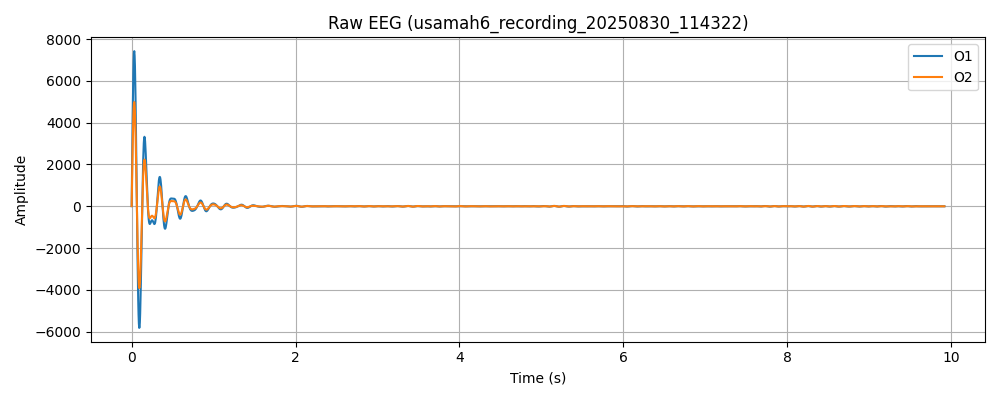 Raw EEG (usamah6_recording_20250830_114322)
8000
6000
4000
2000
0
−2000
−4000
−6000
Amplitude
O1
O2
0 2 4 6 8 10
Time (s)